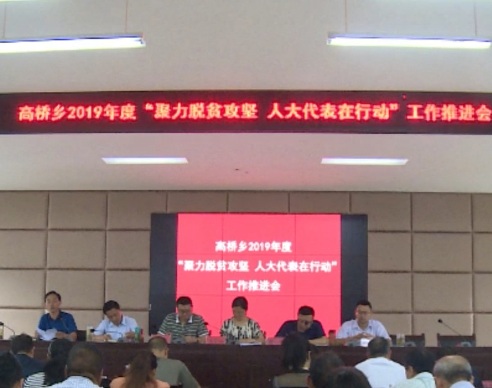 高桥乡2019年度“聚力脱贫攻坚 人大代表在行动”工作推进会
高桥乡2019年度
“聚力脱贫攻坚 人大代表在行动”
工作推进会